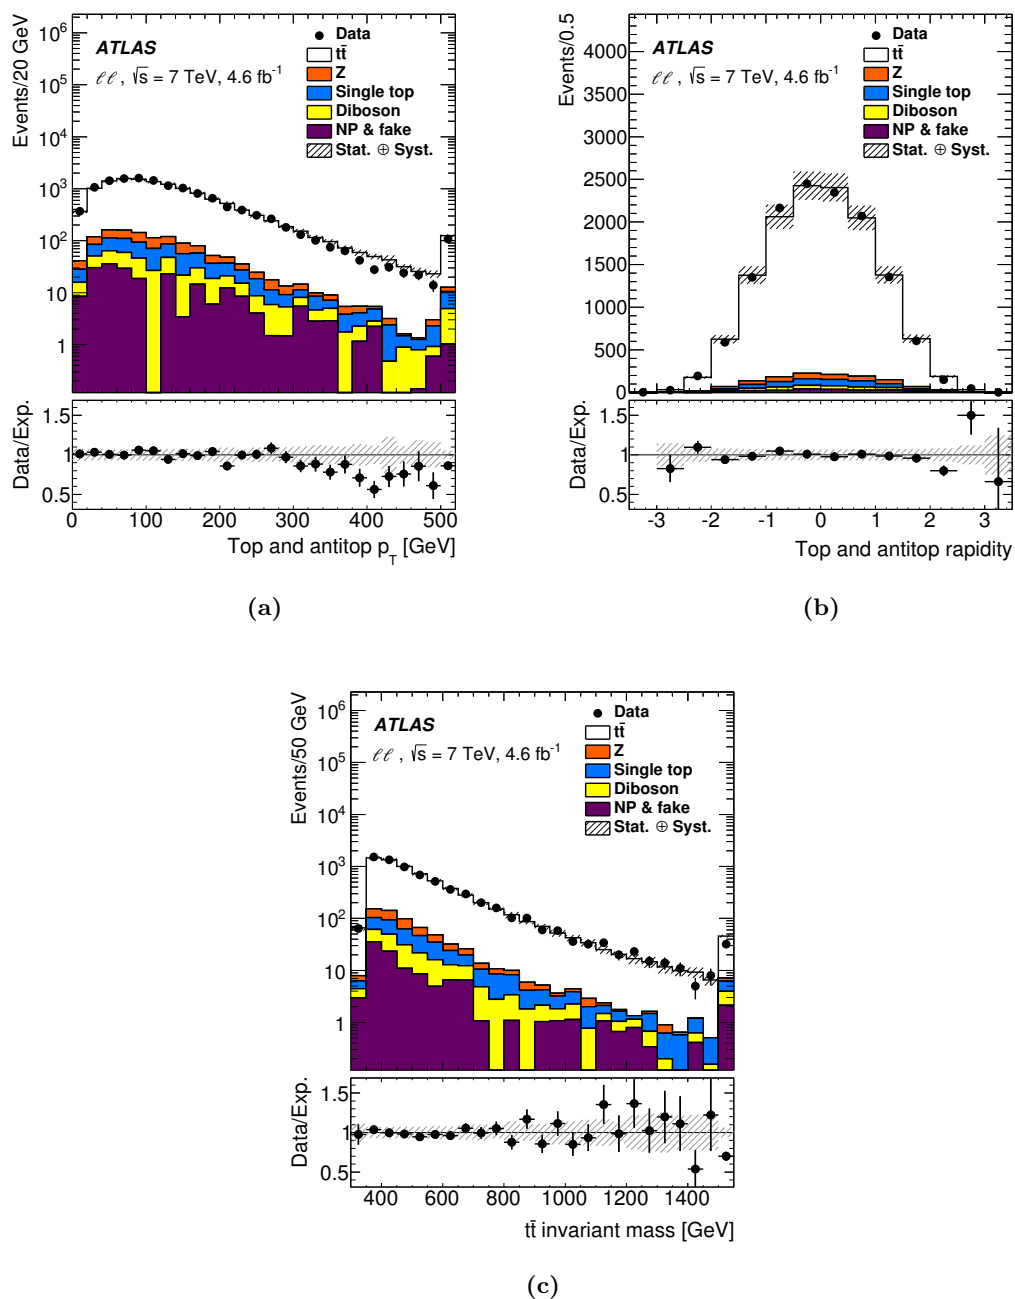 Events/20 GeV
10⁶
10⁵
10⁴
10³
10²
10
1
ATLAS
ℓℓ , √s = 7 TeV, 4.6 fb⁻¹
Data
tt̄
Z
Single top
Diboson
NP & fake
Stat. ⊕ Syst.
Data/Exp.
1.5
1
0.5
0 100 200 300 400 500
Top and antitop p_T [GeV]
(a)
Events/0.5
4000
3500
3000
2500
2000
1500
1000
500
0
ATLAS
ℓℓ , √s = 7 TeV, 4.6 fb⁻¹
Data
tt̄
Z
Single top
Diboson
NP & fake
Stat. ⊕ Syst.
Data/Exp.
1.5
1
0.5
-3 -2 -1 0 1 2 3
Top and antitop rapidity
(b)
Events/50 GeV
10⁶
10⁵
10⁴
10³
10²
10
1
ATLAS
ℓℓ , √s = 7 TeV, 4.6 fb⁻¹
Data
tt̄
Z
Single top
Diboson
NP & fake
Stat. ⊕ Syst.
Data/Exp.
1.5
1
0.5
400 600 800 1000 1200 1400
tt̄ invariant mass [GeV]
(c)